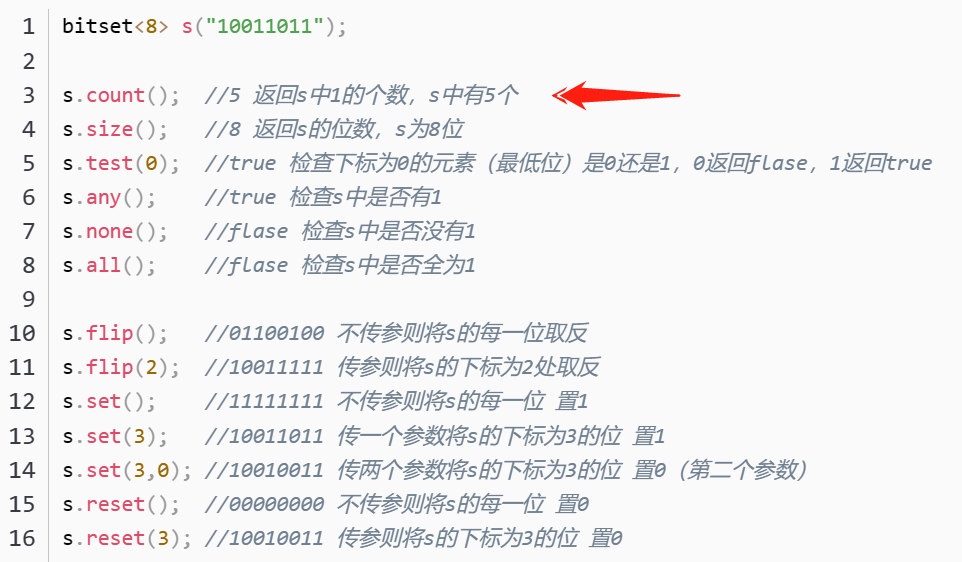 1 bitset<8> s("10011011");
2
3 s.count(); //5 返回s中1的个数，s中有5个
4 s.size(); //8 返回s的位数，s为8位
5 s.test(0); //true 检查下标为0的元素（最低位）是0还是1，0返回flase，1返回true
6 s.any(); //true 检查s中是否有1
7 s.none(); //flase 检查s中是否没有1
8 s.all(); //flase 检查s中是否全为1
9
10 s.flip(); //01100100 不传参则将s的每一位取反
11 s.flip(2); //10011111 传参则将s的下标为2处取反
12 s.set(); //11111111 不传参则将s的每一位 置1
13 s.set(3); //10011011 传一个参数将s的下标为3的位 置1
14 s.set(3,0); //10010011 传两个参数将s的下标为3的位 置0（第二个参数）
15 s.reset(); //00000000 不传参则将s的每一位 置0
16 s.reset(3); //10010011 传参则将s的下标为3的位 置0